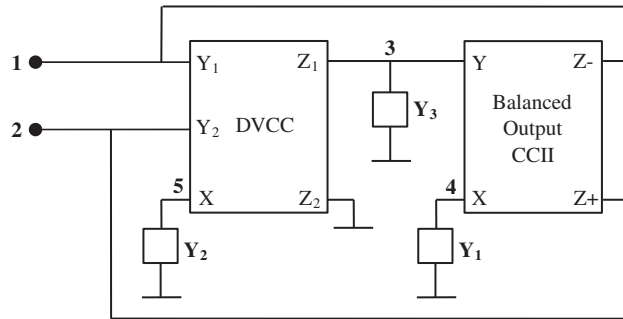 1
2
Y1
Y2
X
DVCC
Z1
Z2
3
Y3
5
Y2
Y
X
Balanced
Output
CCII
Z-
Z+
4
Y1